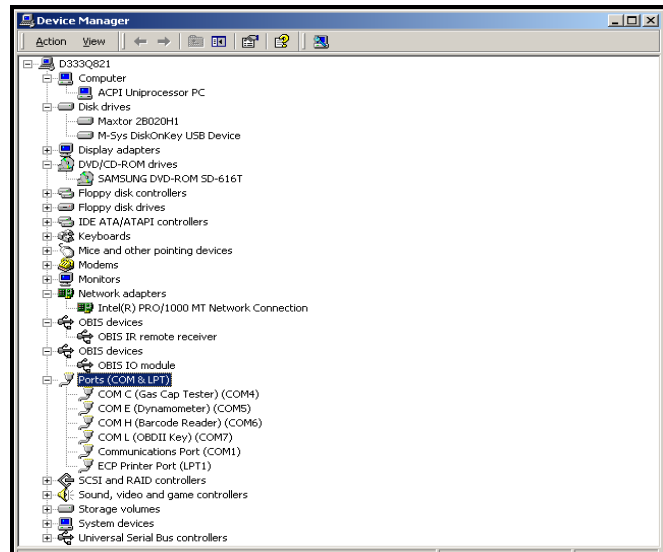 Device Manager
Action View
D333Q821
Computer
ACPI Uniprocessor PC
Disk drives
Maxtor 2B020H1
M-Sys DiskOnKey USB Device
Display adapters
DVD/CD-ROM drives
SAMSUNG DVD-ROM SD-616T
Floppy disk controllers
Floppy disk drives
IDE ATA/ATAPI controllers
Keyboards
Mice and other pointing devices
Modems
Monitors
Network adapters
Intel(R) PRO/1000 MT Network Connection
OBIS devices
OBIS IR remote receiver
OBIS devices
OBIS IO module
Ports (COM & LPT)
COM C (Gas Cap Tester) (COM4)
COM E (Dynamometer) (COM5)
COM H (Barcode Reader) (COM6)
COM L (OBDII Key) (COM7)
Communications Port (COM1)
ECP Printer Port (LPT1)
SCSI and RAID controllers
Sound, video and game controllers
Storage volumes
System devices
Universal Serial Bus controllers